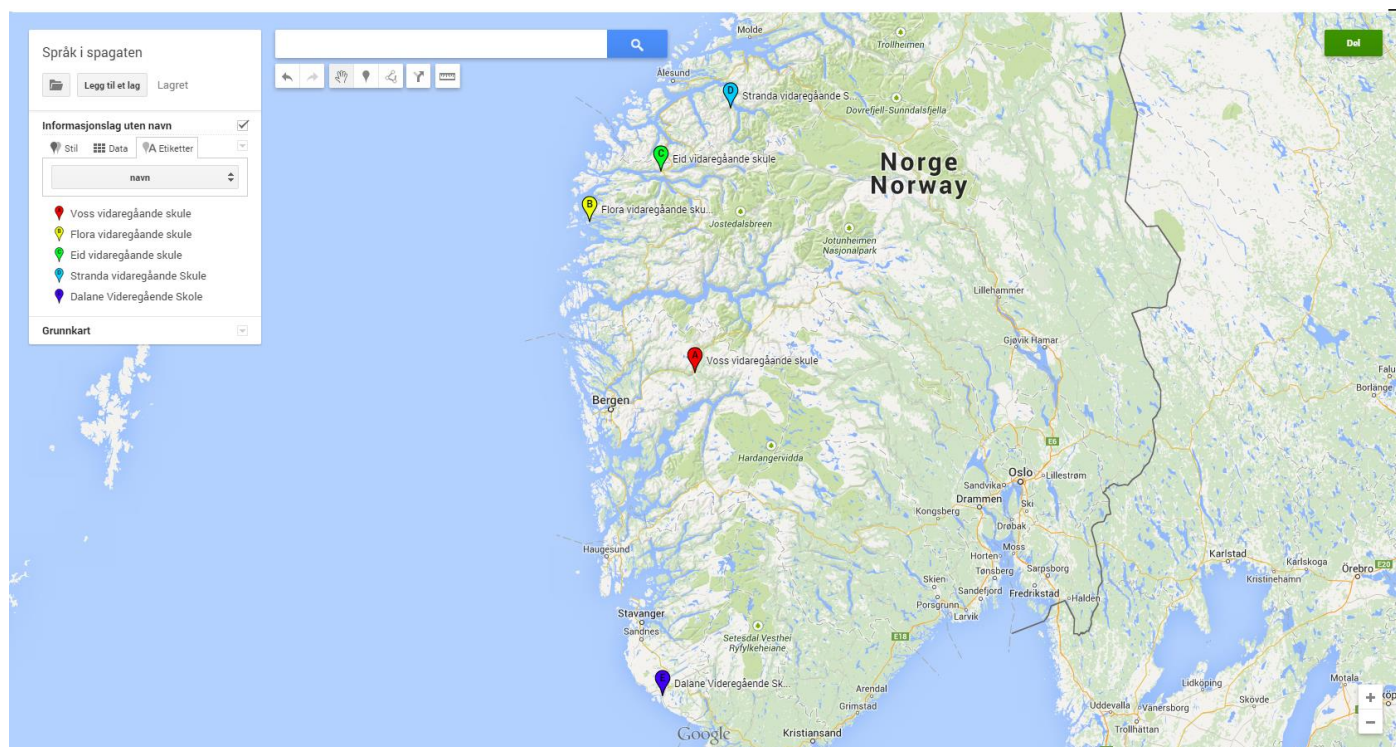 Språk i spagaten
Legg til et lag
Lagret
Informasjonslag uten navn
Stil
Data
A Etiketter
navn
A Voss vidaregåande skule
B Flora vidaregåande skule
C Eid vidaregåande skule
D Stranda vidaregåande Skule
Dalane Videregående Skole
Grunnkart
Del
Molde
Trollheimen
Ålesund
D
Stranda vidaregåande S...
Dovrefjell-Sunndalsfjella
C
Eid vidaregåande skule
Norge
Norway
B
Flora vidaregåande sku...
Jostedalsbreen
Jotunheimen
Nasjonalpark
Lillehammer
Gjøvik
Hamar
A
Voss vidaregåande skule
Falu
Borlänge
Bergen
Hardangervidda
E6
Oslo
Lillestrøm
Sandvika
Drammen
Ski
Kongsberg
Drøbak
Moss
Horten
Haugesund
Karlstad
Karlskoga
Örebro
E20
Kristinehamn
Tønsberg
Sarpsborg
Skien
Sandefjord
Fredrikstad
Halden
Porsgrunn
Larvik
Stavanger
Sandnes
Setesdal Vesthei
Ryfylkeheiane
E18
E
Dalane Videregående Sk...
Arendal
Grimstad
Lidköping
Motala
Skövde
Uddevalla
Vänersborg
Trollhättan
Kristiansand
Google
+
−